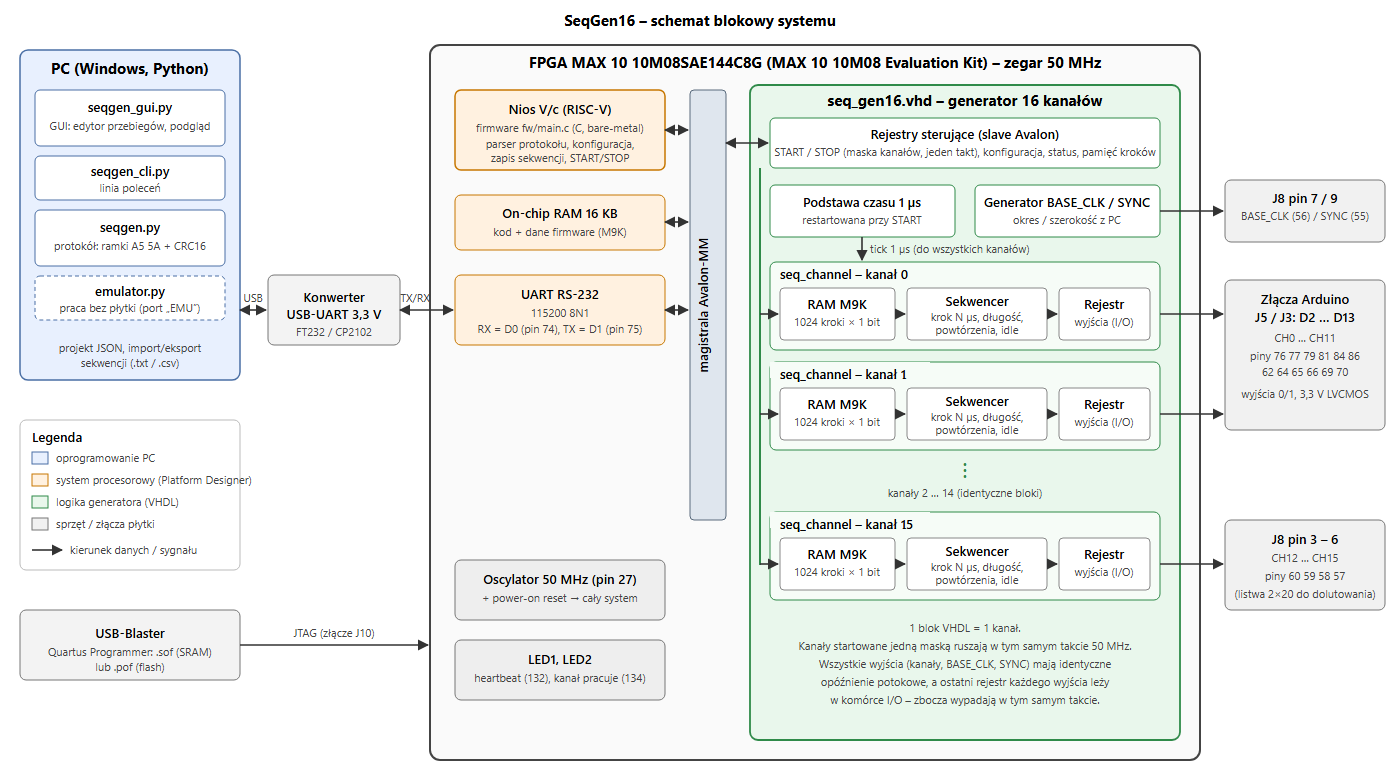 SeqGen16 – schemat blokowy systemu
PC (Windows, Python)
seqgen_gui.py
GUI: edytor przebiegów, podgląd
seqgen_cli.py
linia poleceń
seqgen.py
protokół: ramki A5 5A + CRC16
emulator.py
praca bez płytki (port „EMU”)
projekt JSON, import/eksport
sekwencji (.txt / .csv)
USB
Konwerter
USB-UART 3,3 V
FT232 / CP2102
TX/RX
Legenda
oprogramowanie PC
system procesorowy (Platform Designer)
logika generatora (VHDL)
sprzęt / złącza płytki
kierunek danych / sygnału
USB-Blaster
Quartus Programmer: .sof (SRAM)
lub .pof (flash)
JTAG (złącze J10)
FPGA MAX 10 10M08SAE144C8G (MAX 10 10M08 Evaluation Kit) – zegar 50 MHz
Nios V/c (RISC-V)
firmware fw/main.c (C, bare-metal)
parser protokołu, konfiguracja,
zapis sekwencji, START/STOP
On-chip RAM 16 KB
kod + dane firmware (M9K)
UART RS-232
115200 8N1
RX = D0 (pin 74), TX = D1 (pin 75)
magistrala Avalon-MM
Oscylator 50 MHz (pin 27)
+ power-on reset → cały system
LED1, LED2
heartbeat (132), kanał pracuje (134)
seq_gen16.vhd – generator 16 kanałów
Rejestry sterujące (slave Avalon)
START / STOP (maska kanałów, jeden takt), konfiguracja, status, pamięć kroków
Podstawa czasu 1 µs
restartowana przy START
Generator BASE_CLK / SYNC
okres / szerokość z PC
tick 1 µs (do wszystkich kanałów)
seq_channel – kanał 0
RAM M9K
1024 kroki × 1 bit
Sekwencer
krok N µs, długość,
powtórzenia, idle
Rejestr
wyjścia (I/O)
seq_channel – kanał 1
RAM M9K
1024 kroki × 1 bit
Sekwencer
krok N µs, długość,
powtórzenia, idle
Rejestr
wyjścia (I/O)
⋮
kanały 2 ... 14 (identyczne bloki)
seq_channel – kanał 15
RAM M9K
1024 kroki × 1 bit
Sekwencer
krok N µs, długość,
powtórzenia, idle
Rejestr
wyjścia (I/O)
1 blok VHDL = 1 kanał.
Kanały startowane jedną maską ruszają w tym samym takcie 50 MHz.
Wszystkie wyjścia (kanały, BASE_CLK, SYNC) mają identyczne
opóźnienie potokowe, a ostatni rejestr każdego wyjścia leży
w komórce I/O – zbocza wypadają w tym samym takcie.
J8 pin 7 / 9
BASE_CLK (56) / SYNC (55)
Złącza Arduino
J5 / J3: D2 ... D13
CH0 ... CH11
piny 76 77 79 81 84 86
62 64 65 66 69 70
wyjścia 0/1, 3,3 V LVCMOS
J8 pin 3 – 6
CH12 ... CH15
piny 60 59 58 57
(listwa 2×20 do dolutowania)